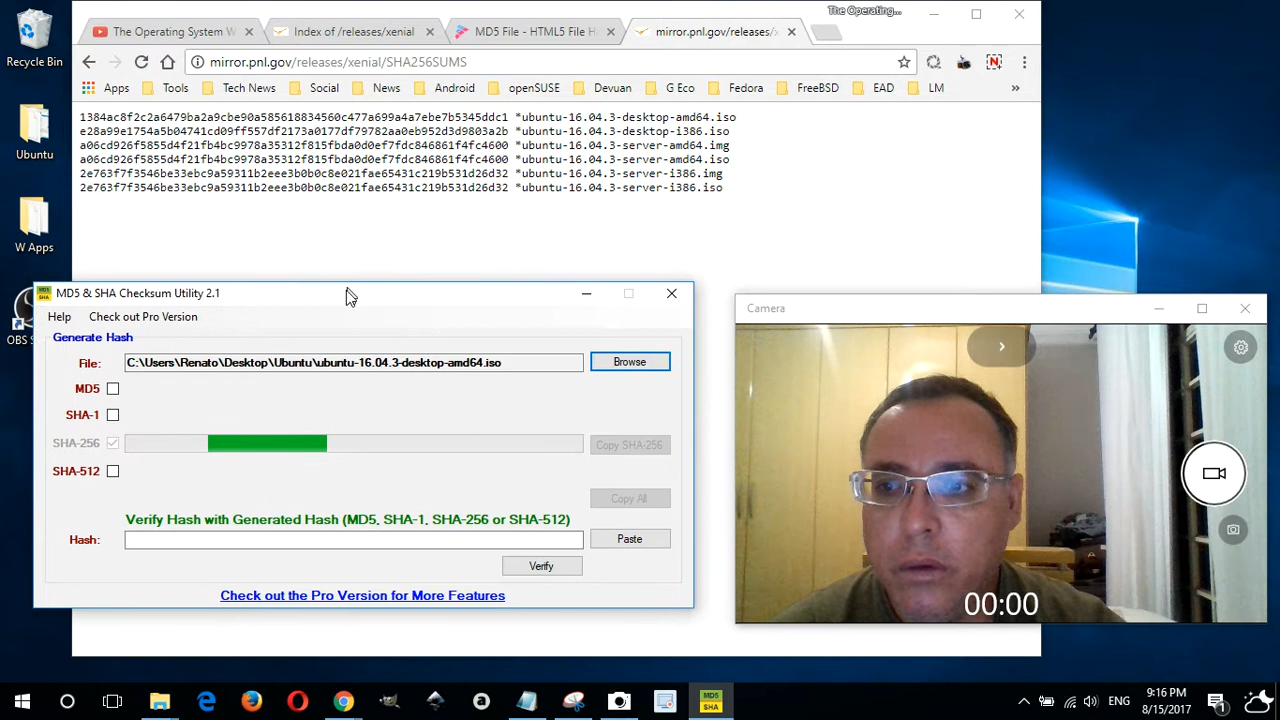 Recycle Bin
Ubuntu
W Apps
OBS S
The Operating...
The Operating System W
Index of /releases/xenial
MD5 File - HTML5 File H
mirror.pnl.gov/releases/x
mirror.pnl.gov/releases/xenial/SHA256SUMS
Apps Tools Tech News Social News Android openSUSE Devuan G Eco Fedora FreeBSD EAD LM »
1384ac8f2c2a6479ba2a9cbe90a585618834560c477a699a4a7ebe7b5345ddc1 *ubuntu-16.04.3-desktop-amd64.iso
e28a99e1754a5b04741cd09ff557df2173a0177df79782aa0eb952d3d9803a2b *ubuntu-16.04.3-desktop-i386.iso
a06cd926f5855d4f21fb4bc9978a35312f815fbda0d0ef7fdc846861f4fc4600 *ubuntu-16.04.3-server-amd64.img
a06cd926f5855d4f21fb4bc9978a35312f815fbda0d0ef7fdc846861f4fc4600 *ubuntu-16.04.3-server-amd64.iso
2e763f7f3546be33ebc9a59311b2eee3b0b0c8e021fae65431c219b531d26d32 *ubuntu-16.04.3-server-i386.img
2e763f7f3546be33ebc9a59311b2eee3b0b0c8e021fae65431c219b531d26d32 *ubuntu-16.04.3-server-i386.iso
MD5 SHA
MD5 & SHA Checksum Utility 2.1
Help Check out Pro Version
Generate Hash
File: C:\Users\Renato\Desktop\Ubuntu\ubuntu-16.04.3-desktop-amd64.iso Browse
MD5
SHA-1
SHA-256 Copy SHA-256
SHA-512
Copy All
Verify Hash with Generated Hash (MD5, SHA-1, SHA-256 or SHA-512)
Hash: Paste
Verify
Check out the Pro Version for More Features
Camera
00:00
MD5
SHA
ENG
9:16 PM
8/15/2017
1